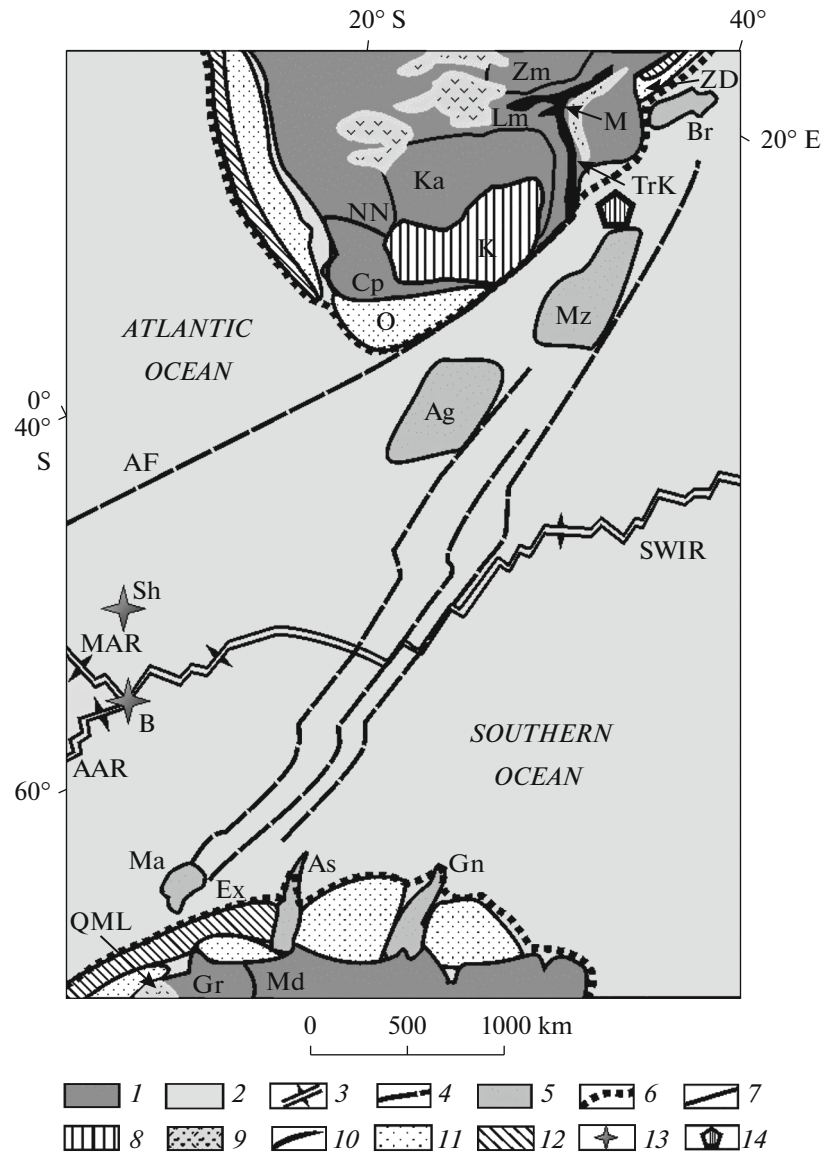 20° S
40°
Zm
ZD
Lm
M
Br
20° E
Ka
TrK
NN
K
Cp
Mz
O
ATLANTIC
OCEAN
0°
40°
S
Ag
AF
SWIR
Sh
MAR
B
SOUTHERN
OCEAN
AAR
60°
Ma
As
Gn
Ex
QML
Gr
Md
0 500 1000 km
1 2 3 4 5 6 7
8 9 10 11 12 13 14